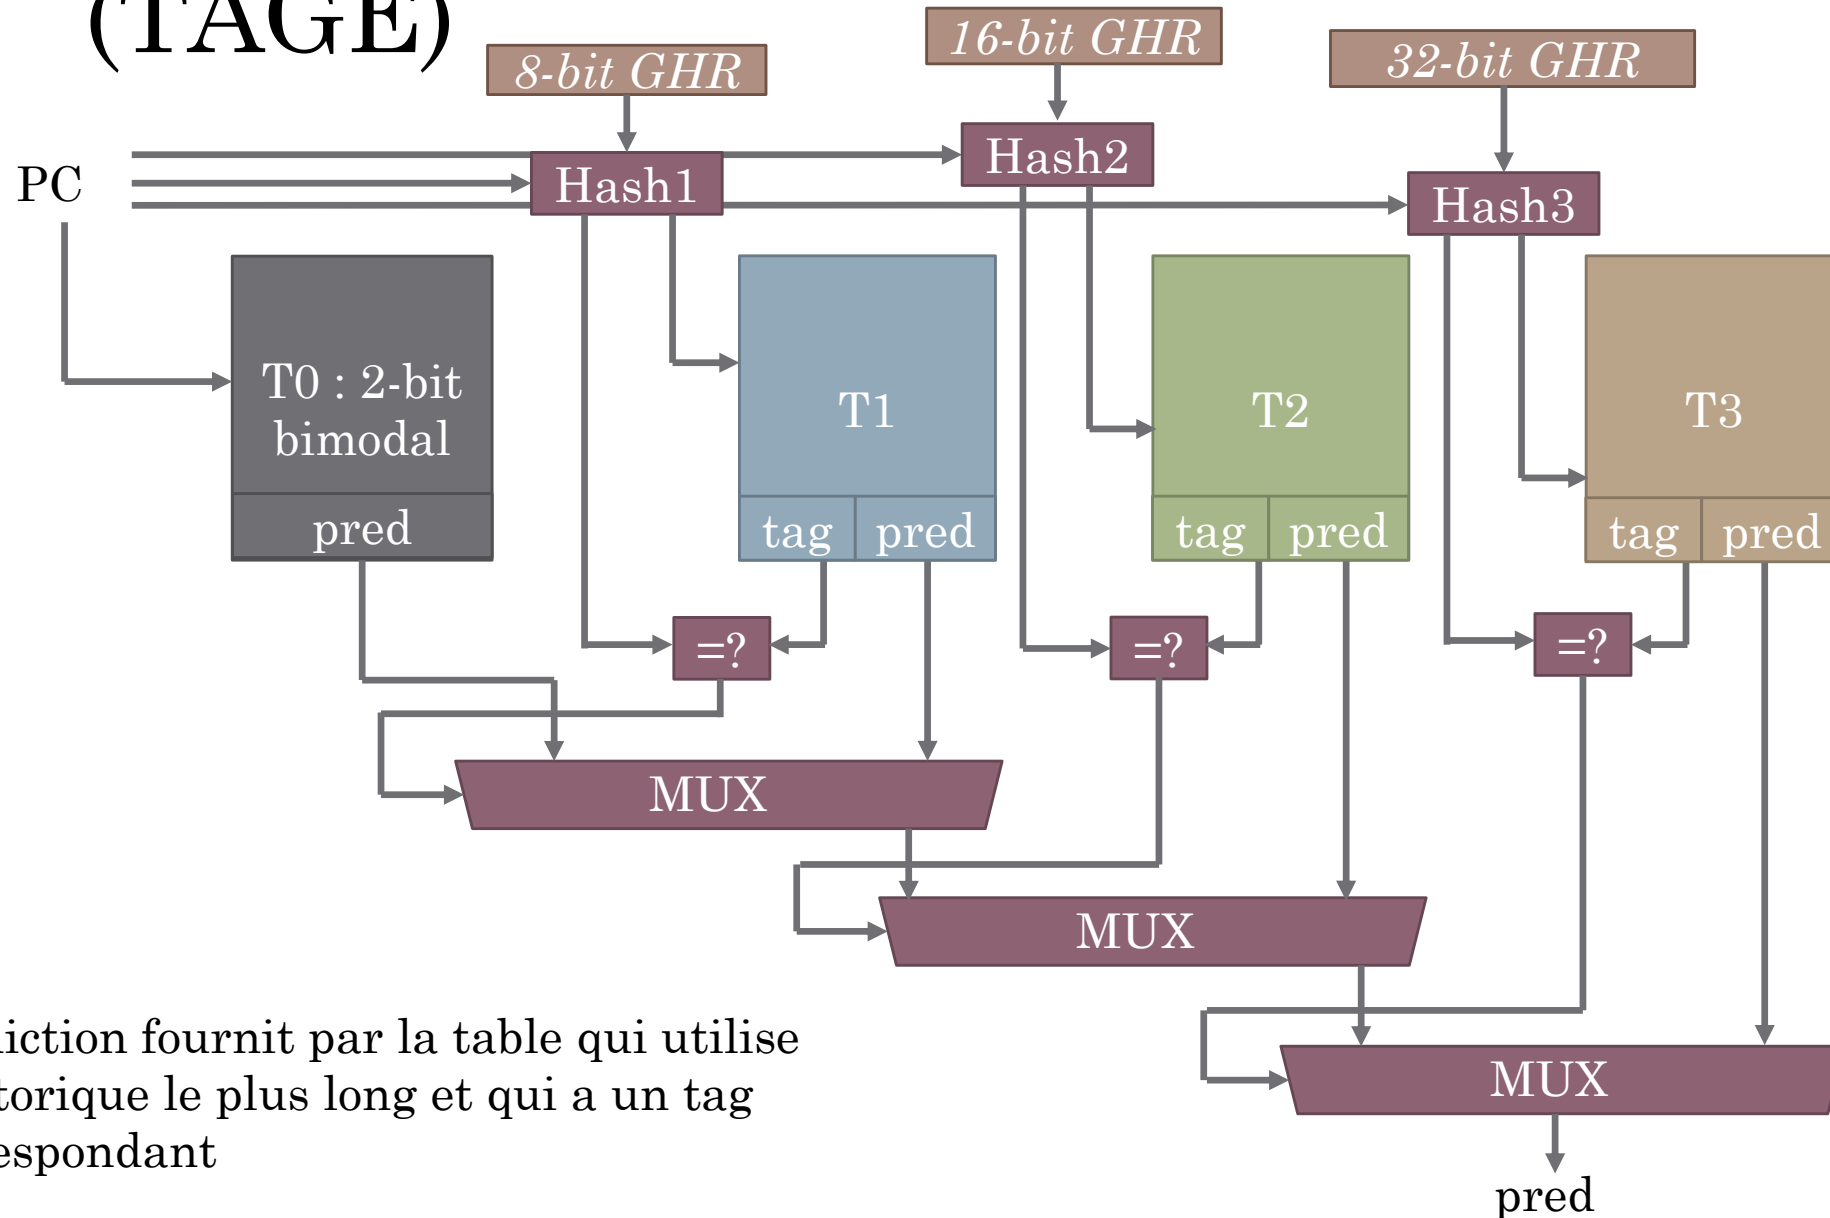 (TAGE)
8-bit GHR
16-bit GHR
32-bit GHR
PC
Hash1
Hash2
Hash3
T0 : 2-bit
bimodal
pred
T1
tag pred
T2
tag pred
T3
tag pred
=?
=?
=?
MUX
MUX
MUX
pred
iction fournit par la table qui utilise
torique le plus long et qui a un tag
espondant